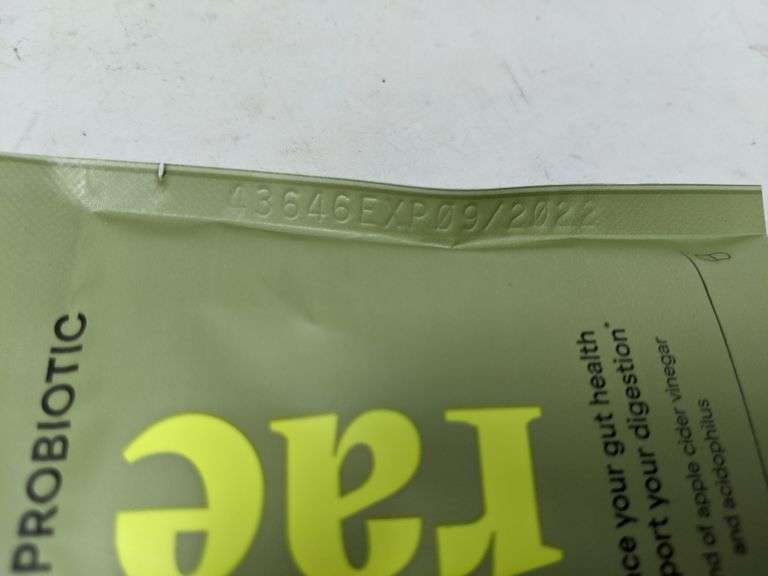 43646EXP09/2022
PROBIOTIC
rae
ce your gut health
port your digestion*
nd of apple cider vinegar
and acidophilus